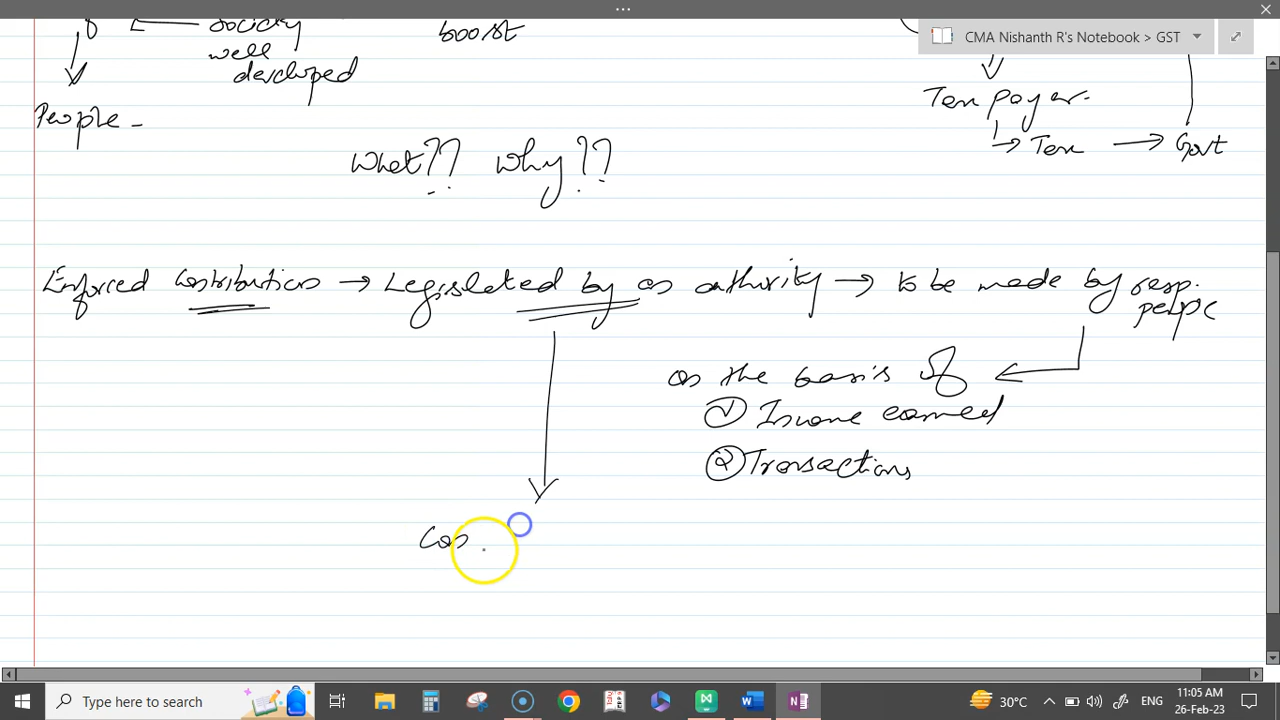 ...
society
well
developed
boost
CMA Nishanth R's Notebook > GST
People -
Tax payer.
→ Tax → Govt
What?? Why??
Enforced contribution → Legislated by an authority → to be made by resp. people
on the basis of
① Income earned
② Transactions
Con
Type here to search
30°C
ENG
11:05 AM
26-Feb-23